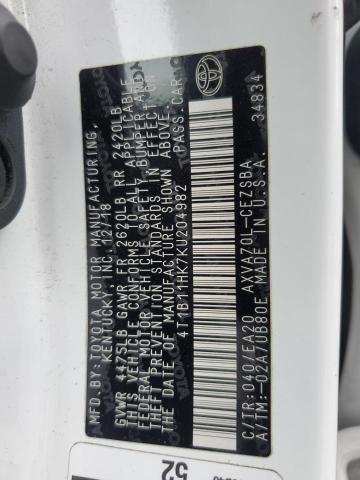 MFD. BY: TOYOTA MOTOR MANUFACTURING,
KENTUCKY, INC. 12/18
GVWR 4475LB GAWR FR 2620LB RR 2420LB
THIS VEHICLE CONFORMS TO ALL APPLICABLE
FEDERAL MOTOR VEHICLE SAFETY, BUMPER, AND
THEFT PREVENTION STANDARDS IN EFFECT ON
THE DATE OF MANUFACTURE SHOWN ABOVE.
4T1B11HK7KU204982 PASS. CAR
C/TR: 040/EA20 AXVA70L-CEZSBA
A/TM: -02A/UB80E MADE IN U.S.A. 34834
TOYOTA
52